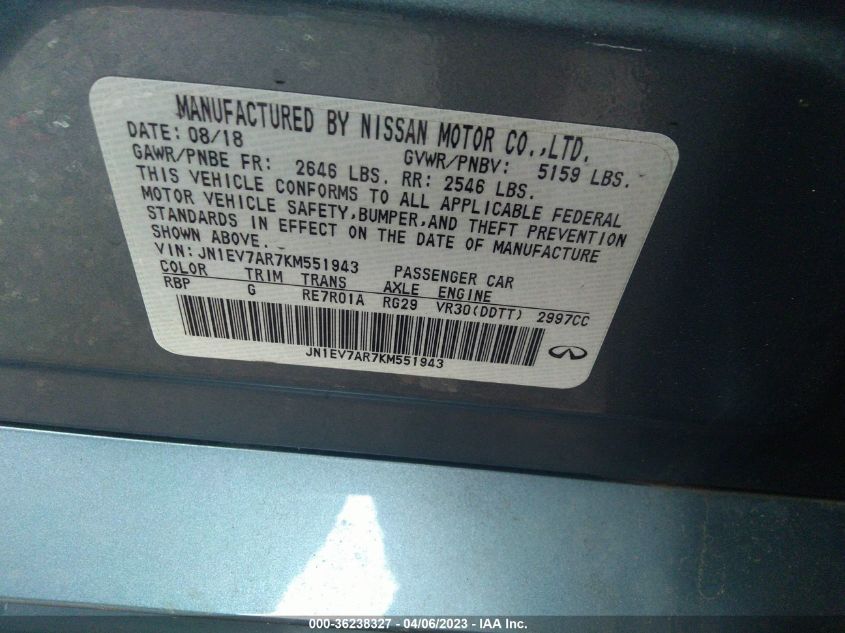 MANUFACTURED BY NISSAN MOTOR CO.,LTD.
DATE: 08/18 GVWR/PNBV: 5159 LBS.
GAWR/PNBE FR: 2646 LBS. RR: 2546 LBS.
THIS VEHICLE CONFORMS TO ALL APPLICABLE FEDERAL
MOTOR VEHICLE SAFETY,BUMPER,AND THEFT PREVENTION
STANDARDS IN EFFECT ON THE DATE OF MANUFACTURE
SHOWN ABOVE.
VIN:JN1EV7AR7KM551943 PASSENGER CAR
COLOR TRIM TRANS AXLE ENGINE
RBP G RE7R01A RG29 VR30(DDTT) 2997CC
JN1EV7AR7KM551943
000-36238327 - 04/06/2023 - IAA Inc.